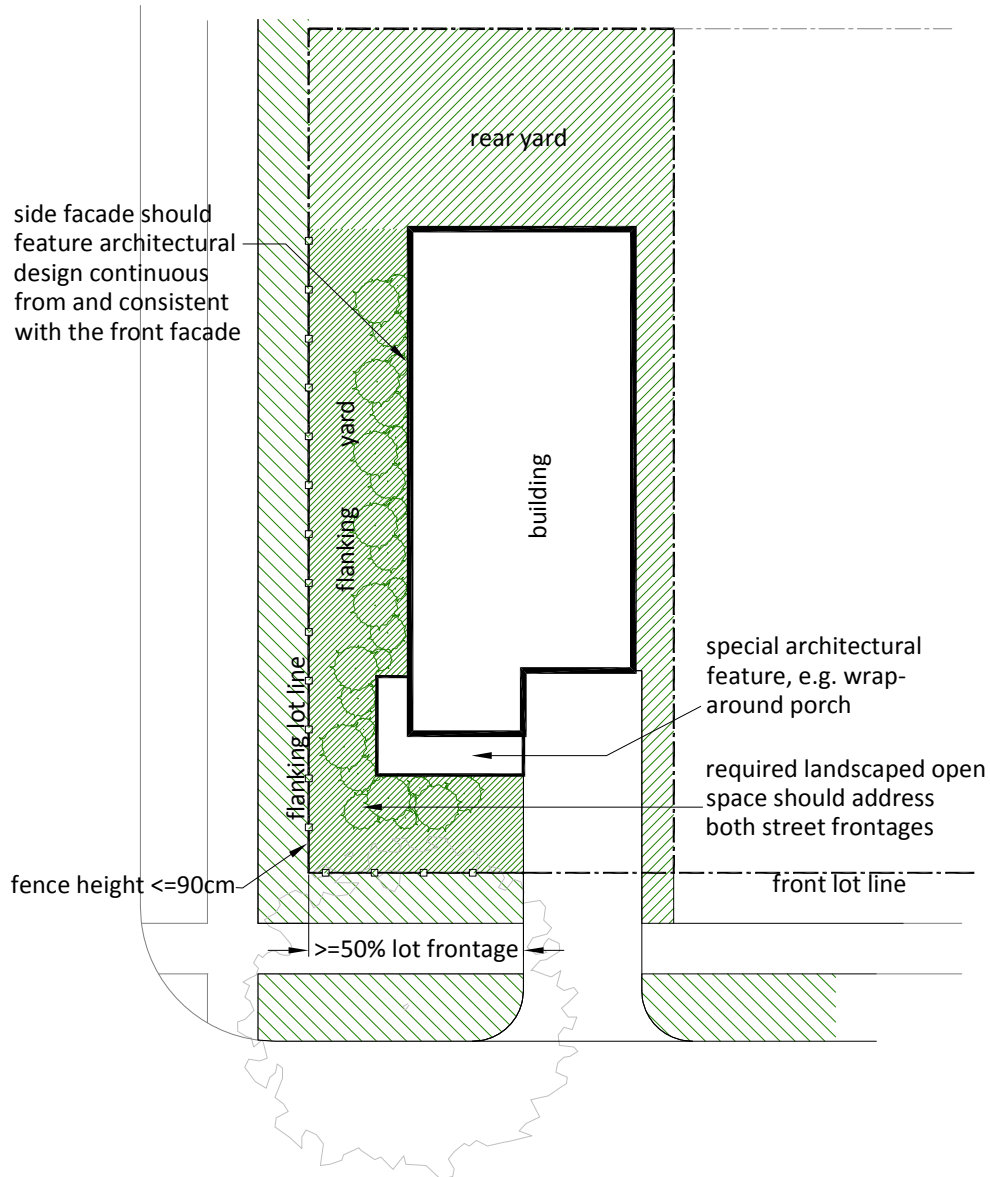 rear yard
side facade should
feature architectural
design continuous
from and consistent
with the front facade
flanking yard
building
special architectural
feature, e.g. wrap-
around porch
flanking lot line
required landscaped open
space should address
both street frontages
fence height <=90cm
front lot line
>=50% lot frontage